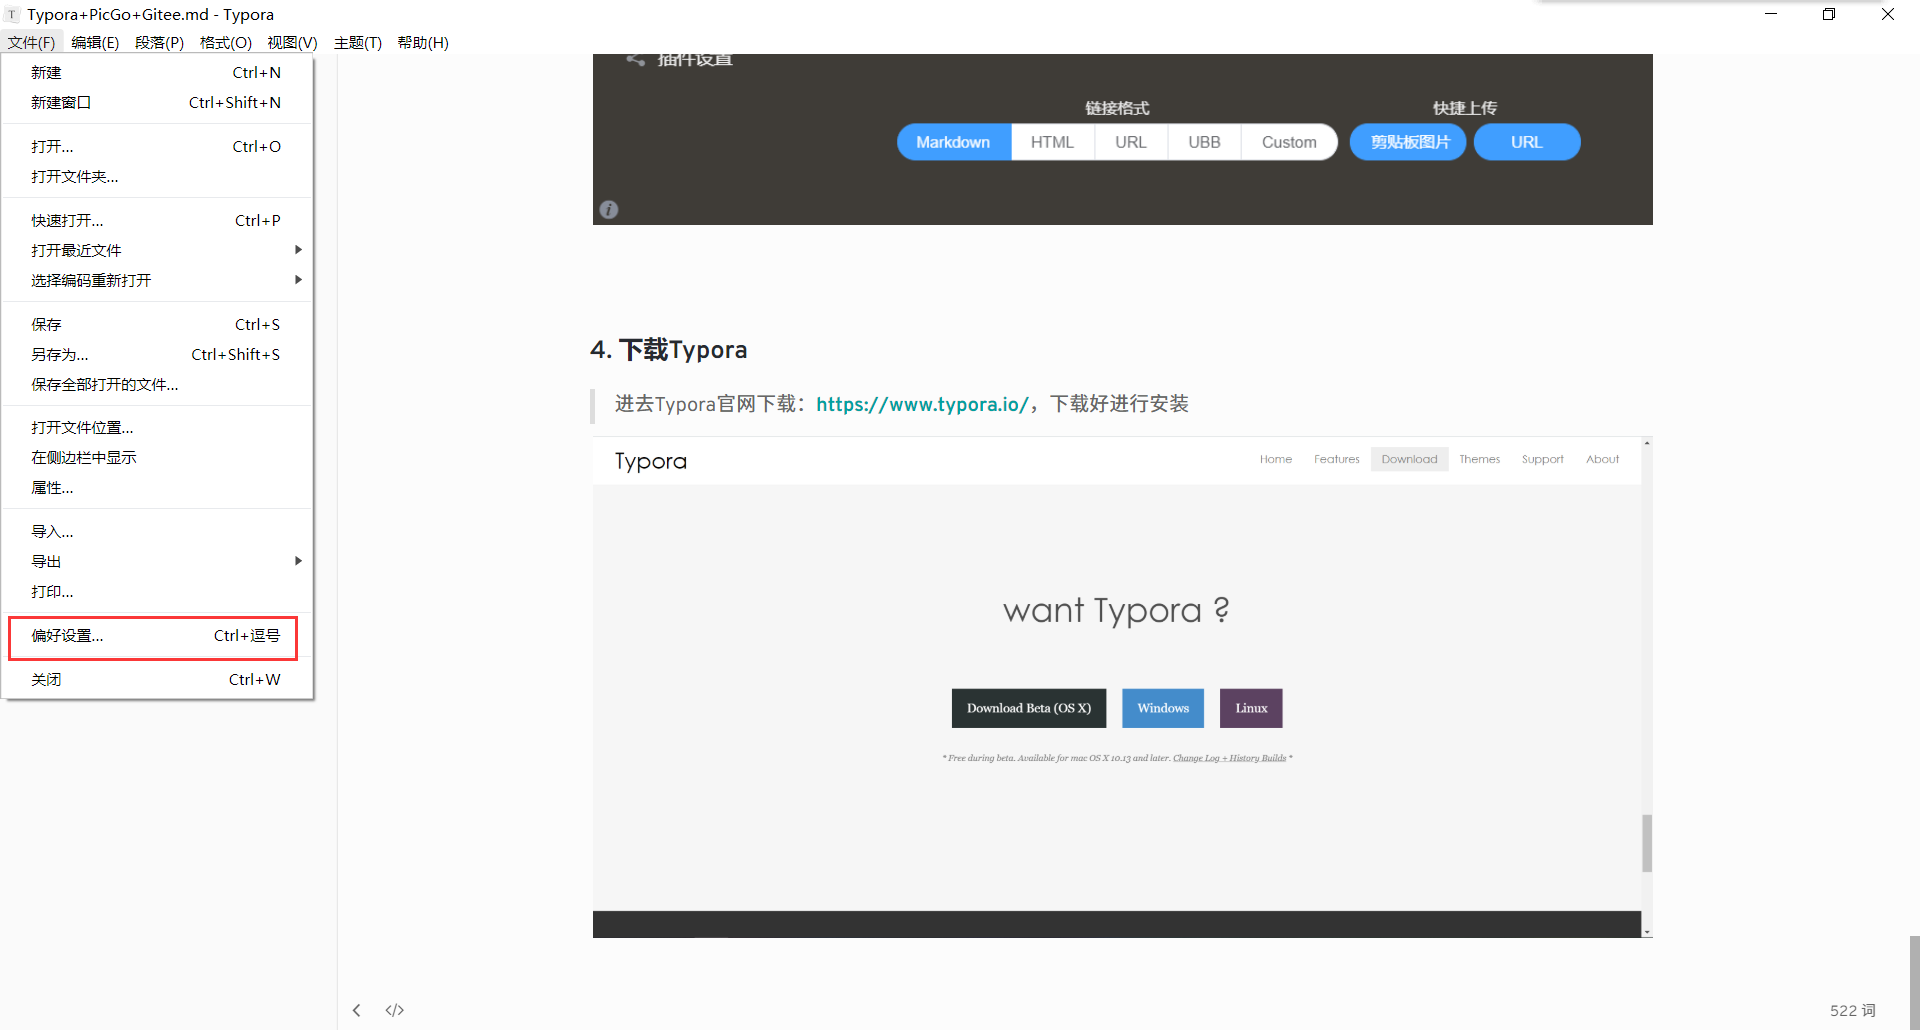 Typora+PicGo+Gitee.md - Typora
文件(F) 编辑(E) 段落(P) 格式(O) 视图(V) 主题(T) 帮助(H)
新建 Ctrl+N
新建窗口 Ctrl+Shift+N
打开... Ctrl+O
打开文件夹...
快速打开... Ctrl+P
打开最近文件
选择编码重新打开
保存 Ctrl+S
另存为... Ctrl+Shift+S
保存全部打开的文件...
打开文件位置...
在侧边栏中显示
属性...
导入...
导出
打印...
偏好设置... Ctrl+逗号
关闭 Ctrl+W
插件设置
链接格式 快捷上传
Markdown HTML URL UBB Custom 剪贴板图片 URL
4. 下载Typora
进去Typora官网下载：https://www.typora.io/，下载好进行安装
Typora Home Features Download Themes Support About
want Typora ?
Download Beta (OS X) Windows Linux
* Free during beta. Available for mac OS X 10.13 and later. Change Log + History Builds *
</> 522 词